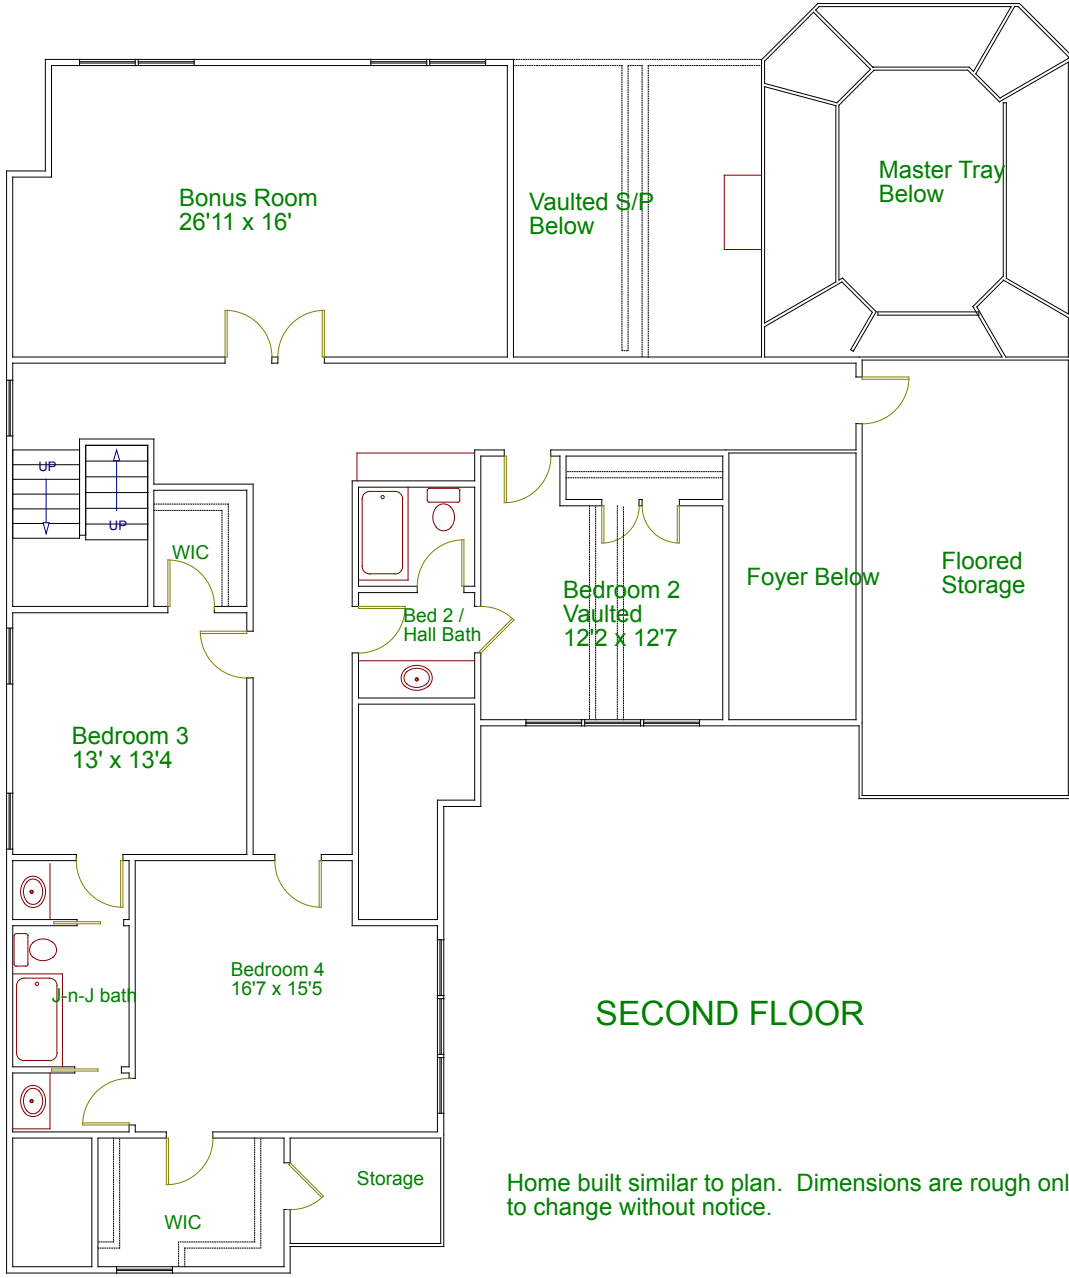 Bonus Room
26'11 x 16'
Vaulted S/P
Below
Master Tray
Below
UP
UP
WIC
Bed 2 /
Hall Bath
Bedroom 2
Vaulted
12'2 x 12'7
Foyer Below
Floored
Storage
Bedroom 3
13' x 13'4
Bedroom 4
16'7 x 15'5
J-n-J bath
SECOND FLOOR
Storage
WIC
Home built similar to plan. Dimensions are rough onl
to change without notice.